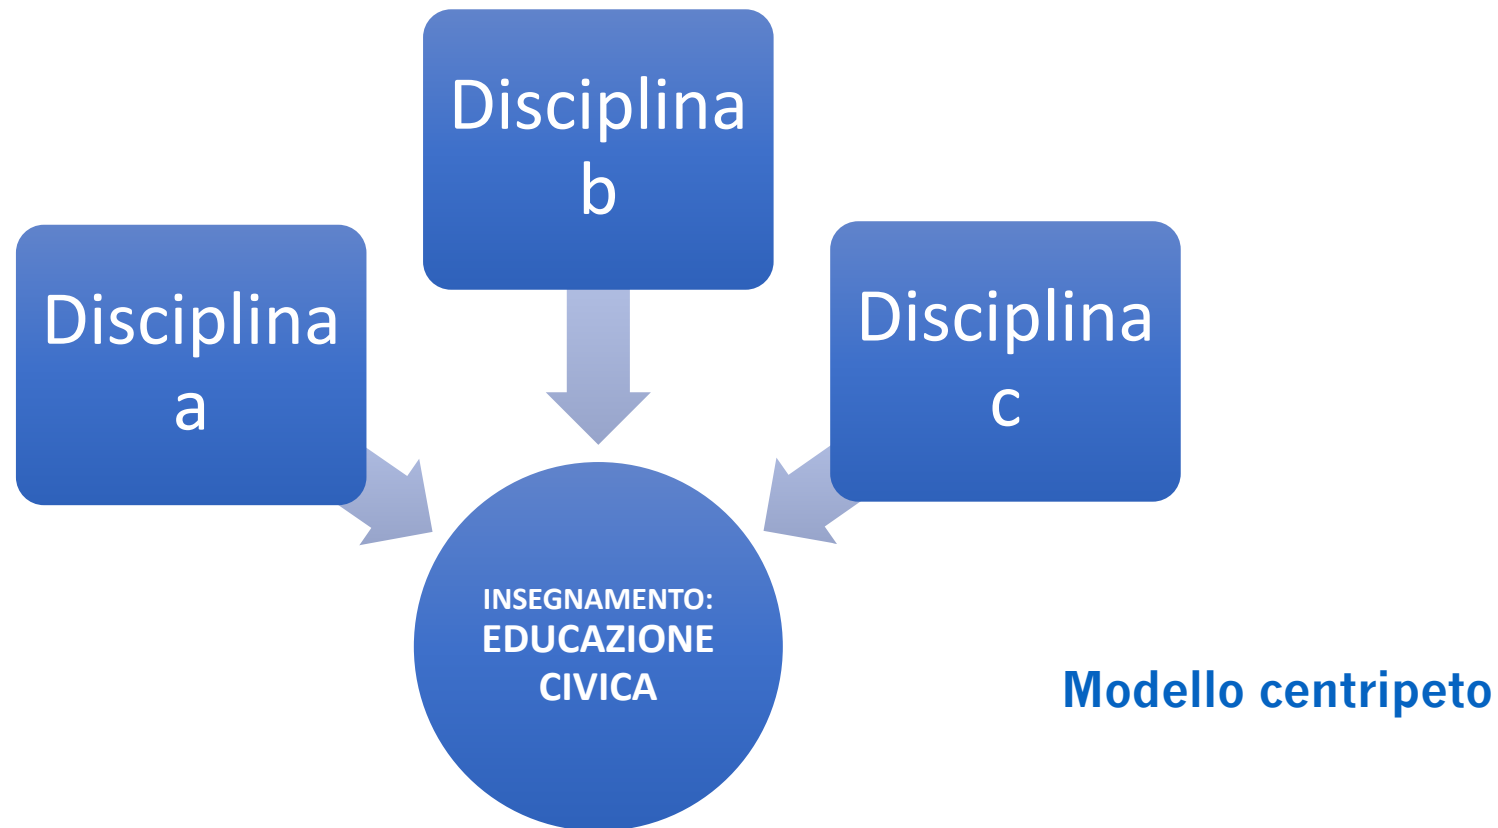 Disciplina
a
Disciplina
b
Disciplina
c
INSEGNAMENTO:
EDUCAZIONE
CIVICA
Modello centripeto